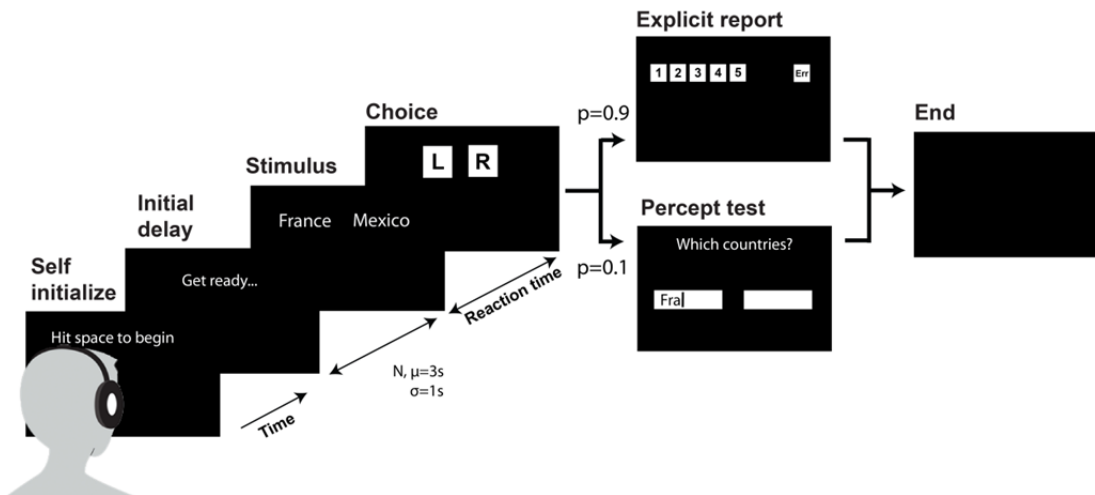 Self
initialize
Hit space to begin
Initial
delay
Get ready...
Stimulus
France Mexico
Choice
L R
Time
N, μ=3s
σ=1s
Reaction time
p=0.9
p=0.1
Explicit report
1 2 3 4 5 Err
Percept test
Which countries?
Fra
End